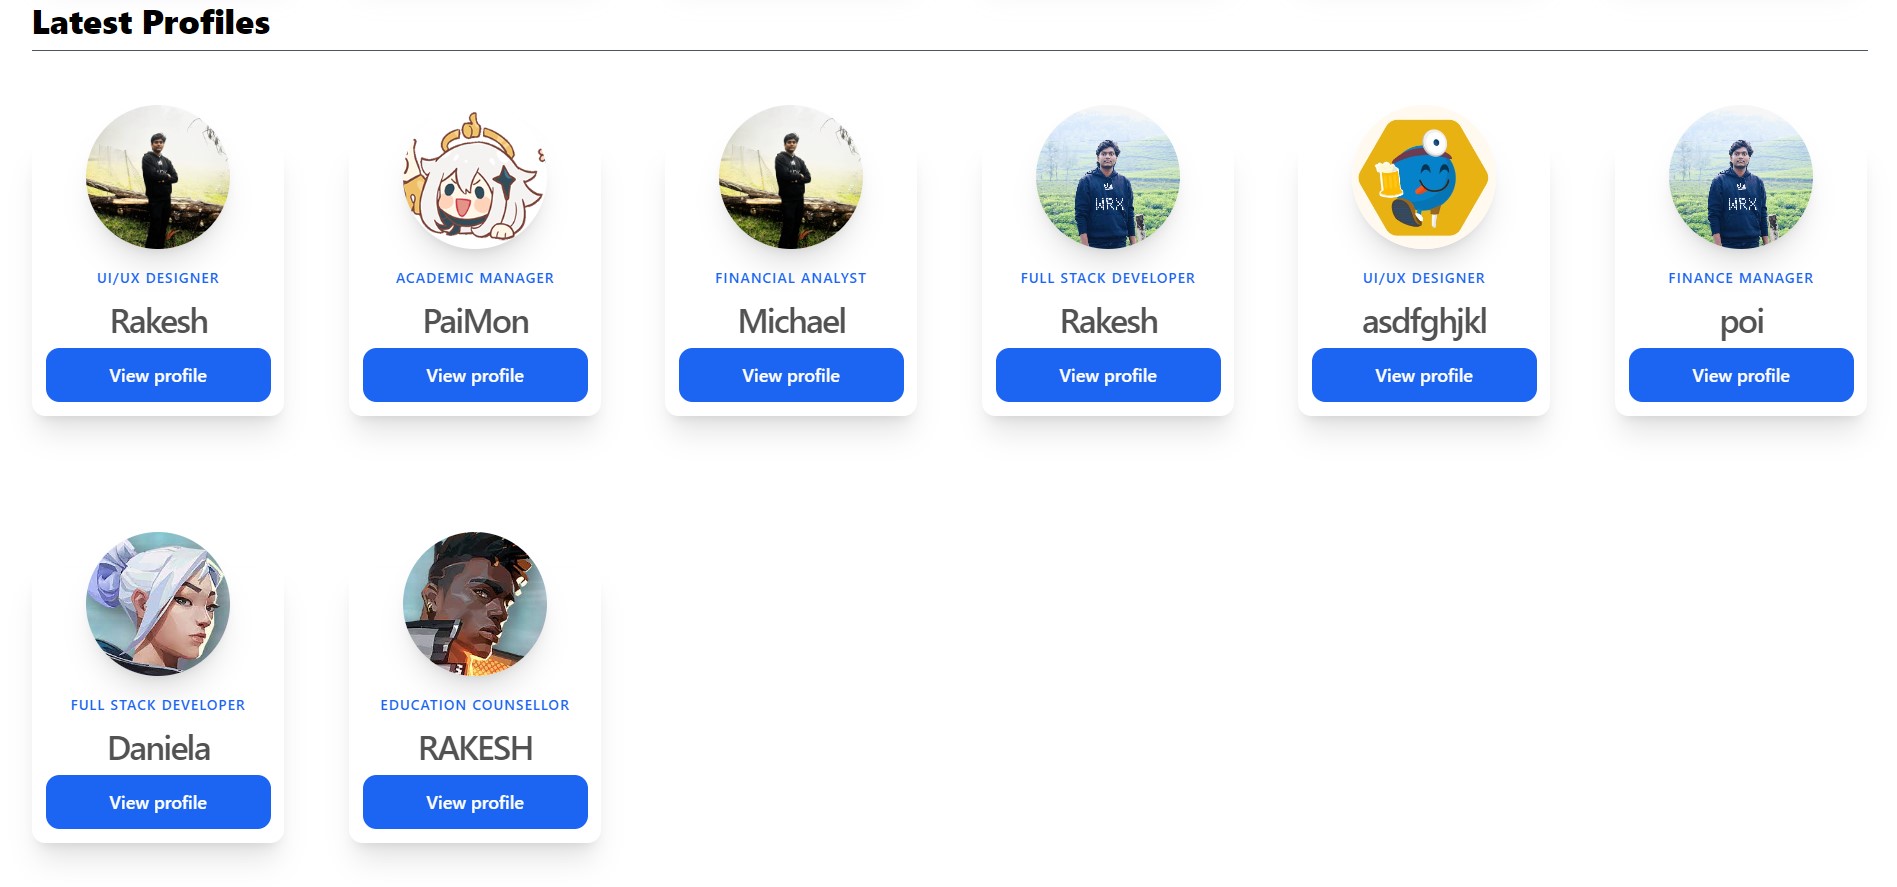 Latest Profiles
UI/UX DESIGNER
Rakesh
View profile
ACADEMIC MANAGER
PaiMon
View profile
FINANCIAL ANALYST
Michael
View profile
WRX
FULL STACK DEVELOPER
Rakesh
View profile
UI/UX DESIGNER
asdfghjkl
View profile
WRX
FINANCE MANAGER
poi
View profile
FULL STACK DEVELOPER
Daniela
View profile
EDUCATION COUNSELLOR
RAKESH
View profile